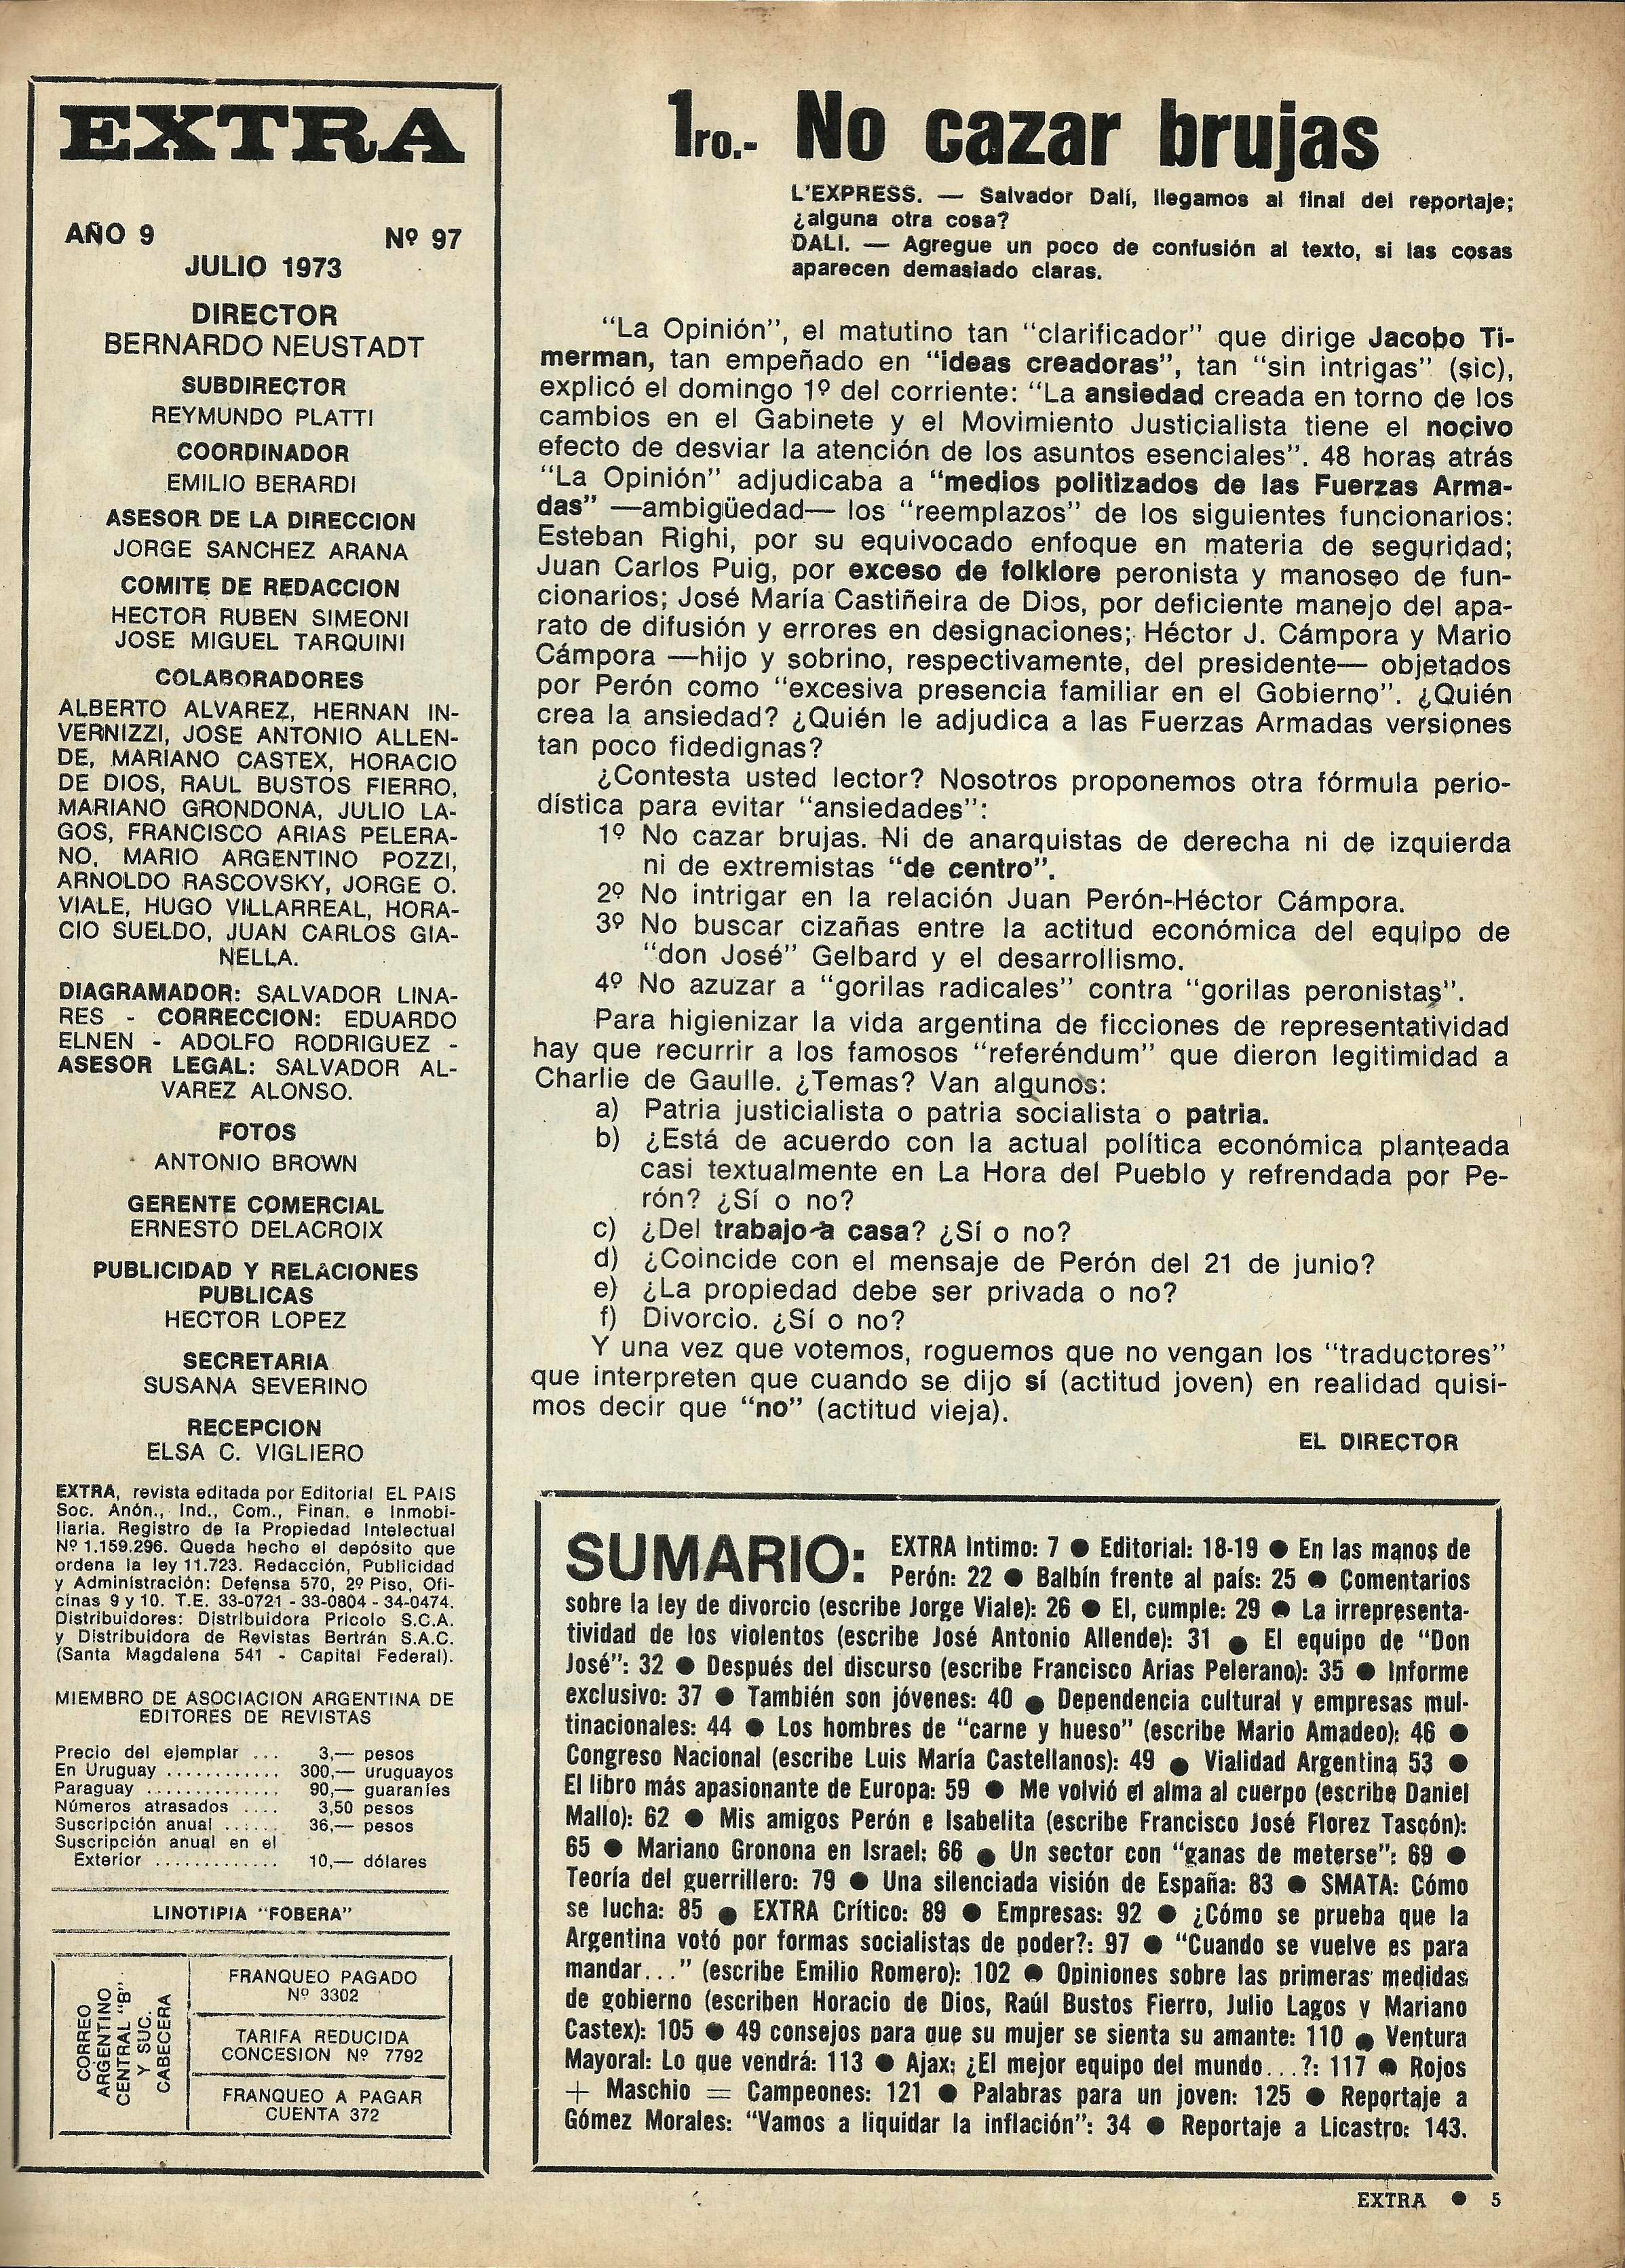 EXTRA
AÑO 9 Nº 97
JULIO 1973
DIRECTOR
BERNARDO NEUSTADT
SUBDIRECTOR
REYMUNDO PLATTI
COORDINADOR
EMILIO BERARDI
ASESOR DE LA DIRECCION
JORGE SANCHEZ ARANA
COMITE DE REDACCION
HECTOR RUBEN SIMEONI
JOSE MIGUEL TARQUINI
COLABORADORES
ALBERTO ALVAREZ, HERNAN IN-
VERNIZZI, JOSE ANTONIO ALLEN-
DE, MARIANO CASTEX, HORACIO
DE DIOS, RAUL BUSTOS FIERRO,
MARIANO GRONDONA, JULIO LA-
GOS, FRANCISCO ARIAS PELERA-
NO, MARIO ARGENTINO POZZI,
ARNOLDO RASCOVSKY, JORGE O.
VIALE, HUGO VILLARREAL, HORA-
CIO SUELDO, JUAN CARLOS GIA-
NELLA.
DIAGRAMADOR: SALVADOR LINA-
RES - CORRECCION: EDUARDO
ELNEN - ADOLFO RODRIGUEZ -
ASESOR LEGAL: SALVADOR AL-
VAREZ ALONSO.
FOTOS
ANTONIO BROWN
GERENTE COMERCIAL
ERNESTO DELACROIX
PUBLICIDAD Y RELACIONES
PUBLICAS
HECTOR LOPEZ
SECRETARIA
SUSANA SEVERINO
RECEPCION
ELSA C. VIGLIERO
EXTRA, revista editada por Editorial EL PAIS
Soc. Anón., Ind., Com., Finan. e Inmobi-
liaria. Registro de la Propiedad Intelectual
Nº 1.159.296. Queda hecho el depósito que
ordena la ley 11.723. Redacción, Publicidad
y Administración: Defensa 570, 2º Piso, Ofi-
cinas 9 y 10. T.E. 33-0721 - 33-0804 - 34-0474.
Distribuidores: Distribuidora Pricolo S.C.A.
y Distribuidora de Revistas Bertrán S.A.C.
(Santa Magdalena 541 - Capital Federal).
MIEMBRO DE ASOCIACION ARGENTINA DE
EDITORES DE REVISTAS
Precio del ejemplar ... 3,— pesos
En Uruguay ............ 300,— uruguayos
Paraguay .............. 90,— guaraníes
Números atrasados .... 3,50 pesos
Suscripción anual ...... 36,— pesos
Suscripción anual en el
Exterior ............. 10,— dólares
LINOTIPIA "FOBERA"
CORREO
ARGENTINO
CENTRAL "B"
Y SUC.
CABECERA
FRANQUEO PAGADO
Nº 3302
TARIFA REDUCIDA
CONCESION Nº 7792
FRANQUEO A PAGAR
CUENTA 372
1ro.- No cazar brujas
L'EXPRESS. — Salvador Dalí, llegamos al final del reportaje;
¿alguna otra cosa?
DALI. — Agregue un poco de confusión al texto, si las cosas
aparecen demasiado claras.
"La Opinión", el matutino tan "clarificador" que dirige Jacobo Ti-
merman, tan empeñado en "ideas creadoras", tan "sin intrigas" (sic),
explicó el domingo 1º del corriente: "La ansiedad creada en torno de los
cambios en el Gabinete y el Movimiento Justicialista tiene el nocivo
efecto de desviar la atención de los asuntos esenciales". 48 horas atrás
"La Opinión" adjudicaba a "medios politizados de las Fuerzas Arma-
das" —ambigüedad— los "reemplazos" de los siguientes funcionarios:
Esteban Righi, por su equivocado enfoque en materia de seguridad;
Juan Carlos Puig, por exceso de folklore peronista y manoseo de fun-
cionarios; José María Castiñeira de Dios, por deficiente manejo del apa-
rato de difusión y errores en designaciones; Héctor J. Cámpora y Mario
Cámpora —hijo y sobrino, respectivamente, del presidente— objetados
por Perón como "excesiva presencia familiar en el Gobierno". ¿Quién
crea la ansiedad? ¿Quién le adjudica a las Fuerzas Armadas versiones
tan poco fidedignas?
¿Contesta usted lector? Nosotros proponemos otra fórmula perio-
dística para evitar "ansiedades":
1º No cazar brujas. Ni de anarquistas de derecha ni de izquierda
ni de extremistas "de centro".
2º No intrigar en la relación Juan Perón-Héctor Cámpora.
3º No buscar cizañas entre la actitud económica del equipo de
"don José" Gelbard y el desarrollismo.
4º No azuzar a "gorilas radicales" contra "gorilas peronistas".
Para higienizar la vida argentina de ficciones de representatividad
hay que recurrir a los famosos "referéndum" que dieron legitimidad a
Charlie de Gaulle. ¿Temas? Van algunos:
a) Patria justicialista o patria socialista o patria.
b) ¿Está de acuerdo con la actual política económica planteada
casi textualmente en La Hora del Pueblo y refrendada por Pe-
rón? ¿Sí o no?
c) ¿Del trabajo a casa? ¿Sí o no?
d) ¿Coincide con el mensaje de Perón del 21 de junio?
e) ¿La propiedad debe ser privada o no?
f) Divorcio. ¿Sí o no?
Y una vez que votemos, roguemos que no vengan los "traductores"
que interpreten que cuando se dijo sí (actitud joven) en realidad quisi-
mos decir que "no" (actitud vieja).
EL DIRECTOR
SUMARIO: EXTRA Intimo: 7 ● Editorial: 18-19 ● En las manos de
Perón: 22 ● Balbín frente al país: 25 ● Comentarios
sobre la ley de divorcio (escribe Jorge Viale): 26 ● El, cumple: 29 ● La irrepresenta-
tividad de los violentos (escribe José Antonio Allende): 31 ● El equipo de "Don
José": 32 ● Después del discurso (escribe Francisco Arias Pelerano): 35 ● Informe
exclusivo: 37 ● También son jóvenes: 40 ● Dependencia cultural y empresas mul-
tinacionales: 44 ● Los hombres de "carne y hueso" (escribe Mario Amadeo): 46 ●
Congreso Nacional (escribe Luis María Castellanos): 49 ● Vialidad Argentina 53 ●
El libro más apasionante de Europa: 59 ● Me volvió el alma al cuerpo (escribe Daniel
Mallo): 62 ● Mis amigos Perón e Isabelita (escribe Francisco José Florez Tascón):
65 ● Mariano Gronona en Israel: 66 ● Un sector con "ganas de meterse": 69 ●
Teoría del guerrillero: 79 ● Una silenciada visión de España: 83 ● SMATA: Cómo
se lucha: 85 ● EXTRA Crítico: 89 ● Empresas: 92 ● ¿Cómo se prueba que la
Argentina votó por formas socialistas de poder?: 97 ● "Cuando se vuelve es para
mandar..." (escribe Emilio Romero): 102 ● Opiniones sobre las primeras medidas
de gobierno (escriben Horacio de Dios, Raúl Bustos Fierro, Julio Lagos y Mariano
Castex): 105 ● 49 consejos para que su mujer se sienta su amante: 110 ● Ventura
Mayoral: Lo que vendrá: 113 ● Ajax: ¿El mejor equipo del mundo...?: 117 ● Rojos
+ Maschio = Campeones: 121 ● Palabras para un joven: 125 ● Reportaje a
Gómez Morales: "Vamos a liquidar la inflación": 34 ● Reportaje a Licastro: 143.
EXTRA ● 5